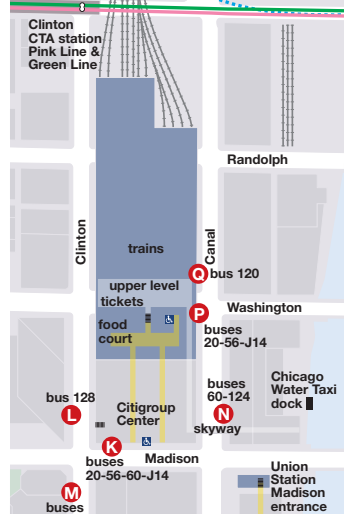 Clinton
CTA station
Pink Line &
Green Line
Randolph
Clinton
Canal
trains
Q bus 120
upper level
tickets
Washington
P
buses
20-56-J14
food
court
bus 128
L
Citigroup
Center
buses
60-124
N
skyway
Chicago
Water Taxi
dock
K
buses
20-56-60-J14
Madison
M
buses
Union
Station
Madison
entrance